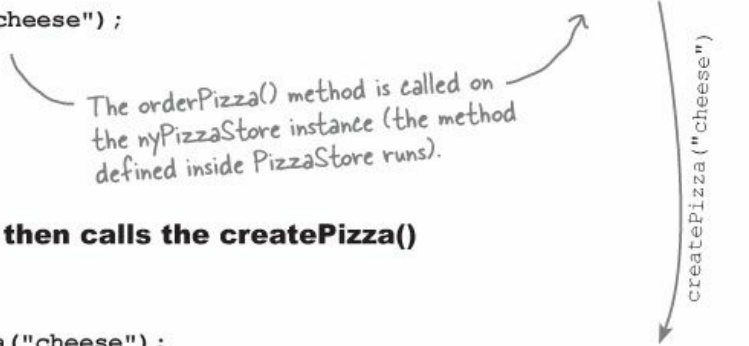 cheese");
The orderPizza() method is called on
the nyPizzaStore instance (the method
defined inside PizzaStore runs).
createPizza("cheese")
then calls the createPizza()
("cheese");